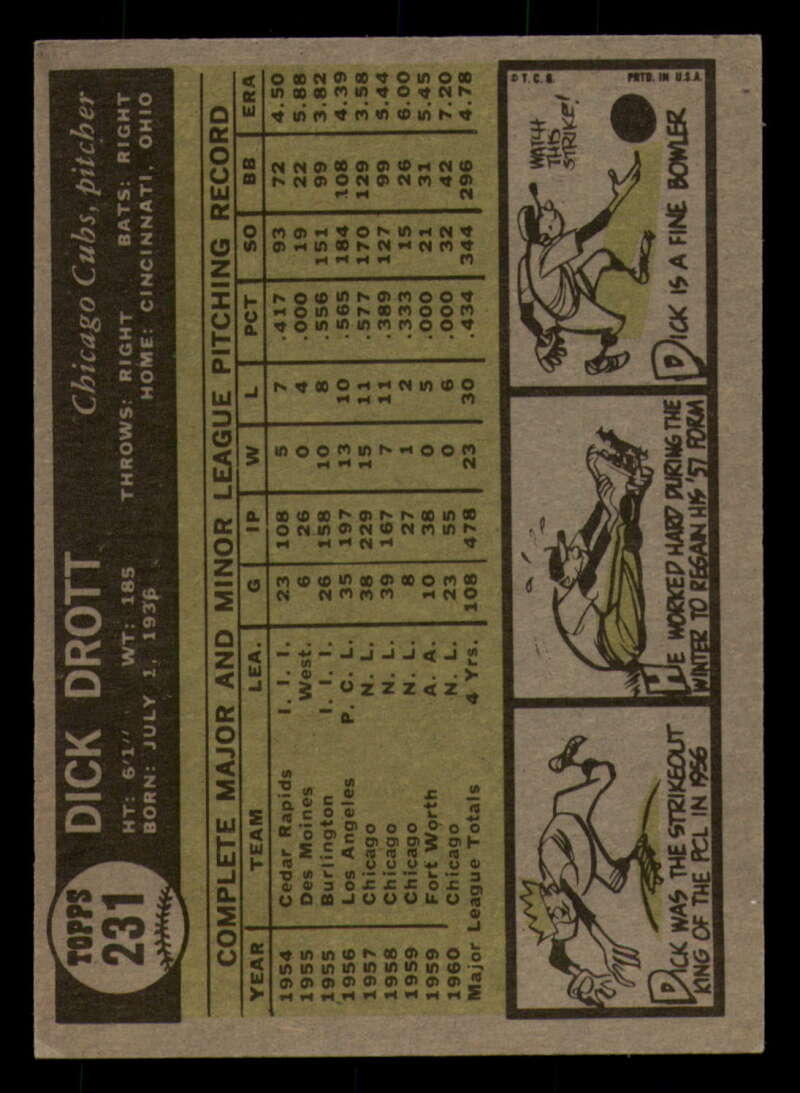 TOPPS
231
DICK DROTT
Chicago Cubs, pitcher
HT: 6'1" WT: 185 THROWS: RIGHT BATS: RIGHT
BORN: JULY 1, 1936 HOME: CINCINNATI, OHIO
COMPLETE MAJOR AND MINOR LEAGUE PITCHING RECORD
YEAR TEAM LEA. G IP W L PCT SO BB ERA
1954 Cedar Rapids I. I. I. 23 108 5 7 .417 93 72 4.50
1955 Des Moines West. 6 26 0 4 .000 19 22 5.88
1955 Burlington I. I. I. 26 158 10 8 .556 151 99 3.82
1956 Los Angeles P. C. L. 35 197 13 10 .565 184 108 4.39
1957 Chicago N. L. 38 229 15 11 .577 170 129 3.58
1958 Chicago N. L. 39 167 7 11 .389 127 99 5.44
1959 Chicago N. L. 8 27 1 2 .333 15 26 6.00
1959 Fort Worth A. A. 10 38 0 5 .000 21 31 5.45
1960 Chicago N. L. 23 55 0 6 .000 32 42 7.20
Major League Totals 4 Yrs. 108 478 23 30 .434 344 296 4.78
DICK WAS THE STRIKEOUT
KING OF THE PCL IN 1956
HE WORKED HARD DURING THE
WINTER TO REGAIN HIS '57 FORM
© T. C. G. PRTD. IN U.S.A.
WATCH
THIS
STRIKE!
DICK IS A FINE BOWLER